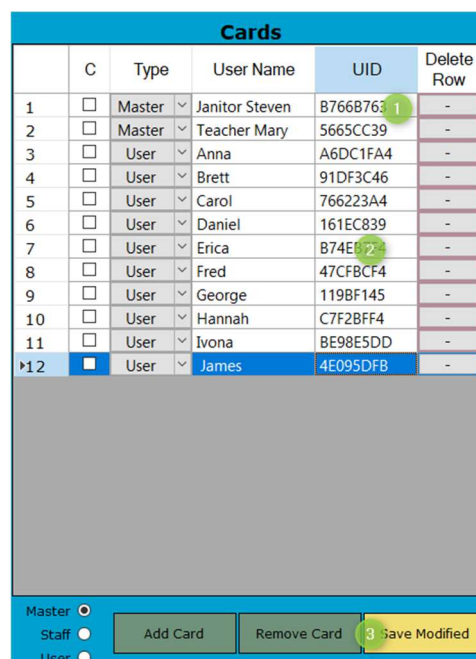 Cards
C Type User Name UID Delete Row
1 Master Janitor Steven B766B763 1 -
2 Master Teacher Mary 5665CC39 -
3 User Anna A6DC1FA4 -
4 User Brett 91DF3C46 -
5 User Carol 766223A4 -
6 User Daniel 161EC839 -
7 User Erica 2 -
8 User Fred 47CFBCF4 -
9 User George 119BF145 -
10 User Hannah C7F2BFF4 -
11 User Ivona BE98E5DD -
12 User James 4E095DFB -
Master
Staff Add Card Remove Card 3 Save Modified
User